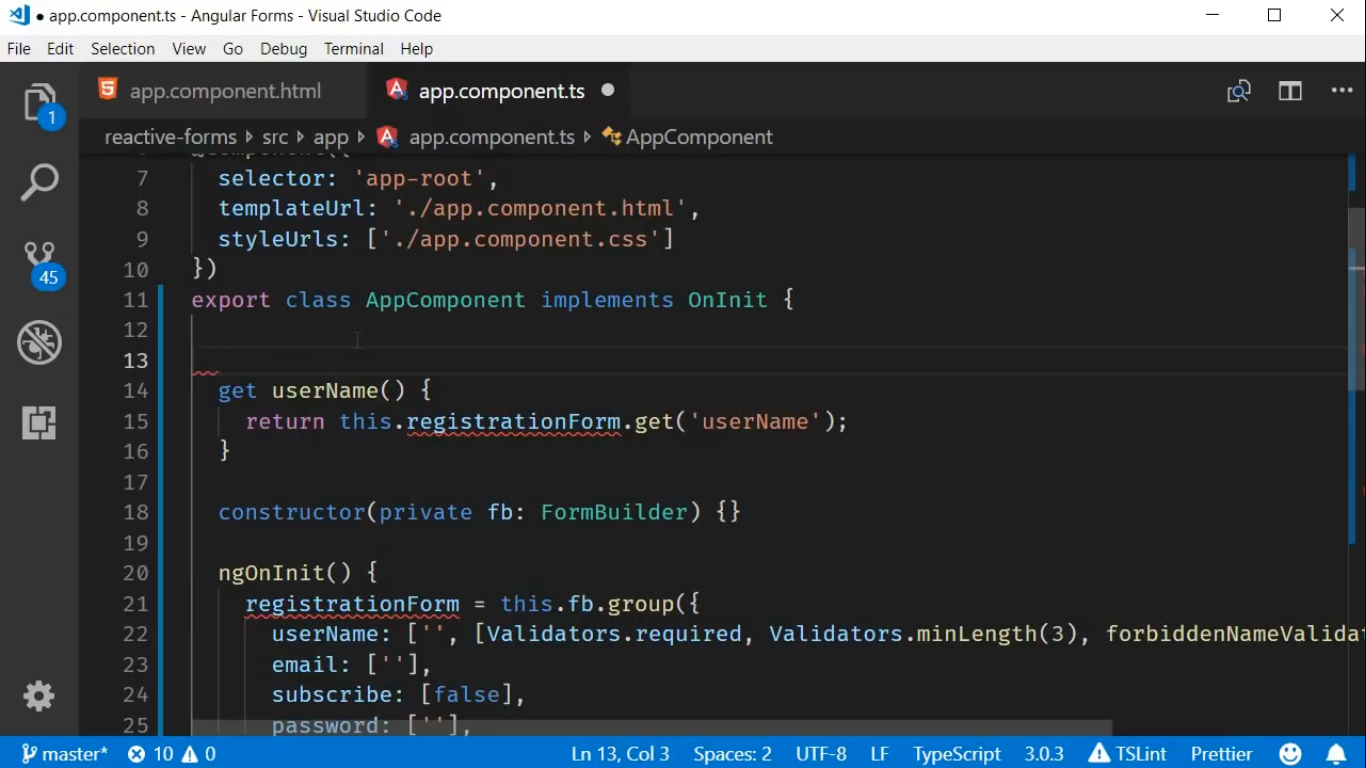 app.component.ts - Angular Forms - Visual Studio Code
File Edit Selection View Go Debug Terminal Help
app.component.html
app.component.ts
1
reactive-forms src app app.component.ts AppComponent
7 selector: 'app-root',
8 templateUrl: './app.component.html',
9 styleUrls: ['./app.component.css']
10 })
11 export class AppComponent implements OnInit {
12
13
14 get userName() {
15 return this.registrationForm.get('userName');
16 }
17
18 constructor(private fb: FormBuilder) {}
19
20 ngOnInit() {
21 registrationForm = this.fb.group({
22 userName: ['', [Validators.required, Validators.minLength(3), forbiddenNameValidat
23 email: [''],
24 subscribe: [false],
25 password: [''],
45
master* 10 0 Ln 13, Col 3 Spaces: 2 UTF-8 LF TypeScript 3.0.3 TSLint Prettier